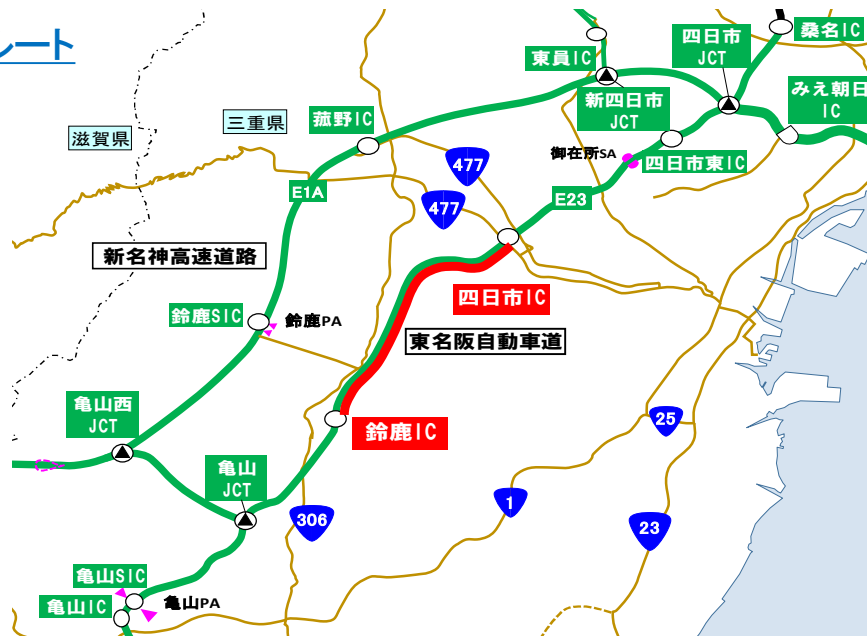 ルート
桑名IC
四日市
JCT
東員IC
みえ朝日
IC
新四日市
JCT
三重県
菰野IC
滋賀県
御在所SA
四日市東IC
477
E1A
E23
477
新名神高速道路
四日市IC
鈴鹿SIC
鈴鹿PA
東名阪自動車道
亀山西
JCT
25
鈴鹿IC
亀山
JCT
1
306
23
亀山SIC
亀山PA
亀山IC